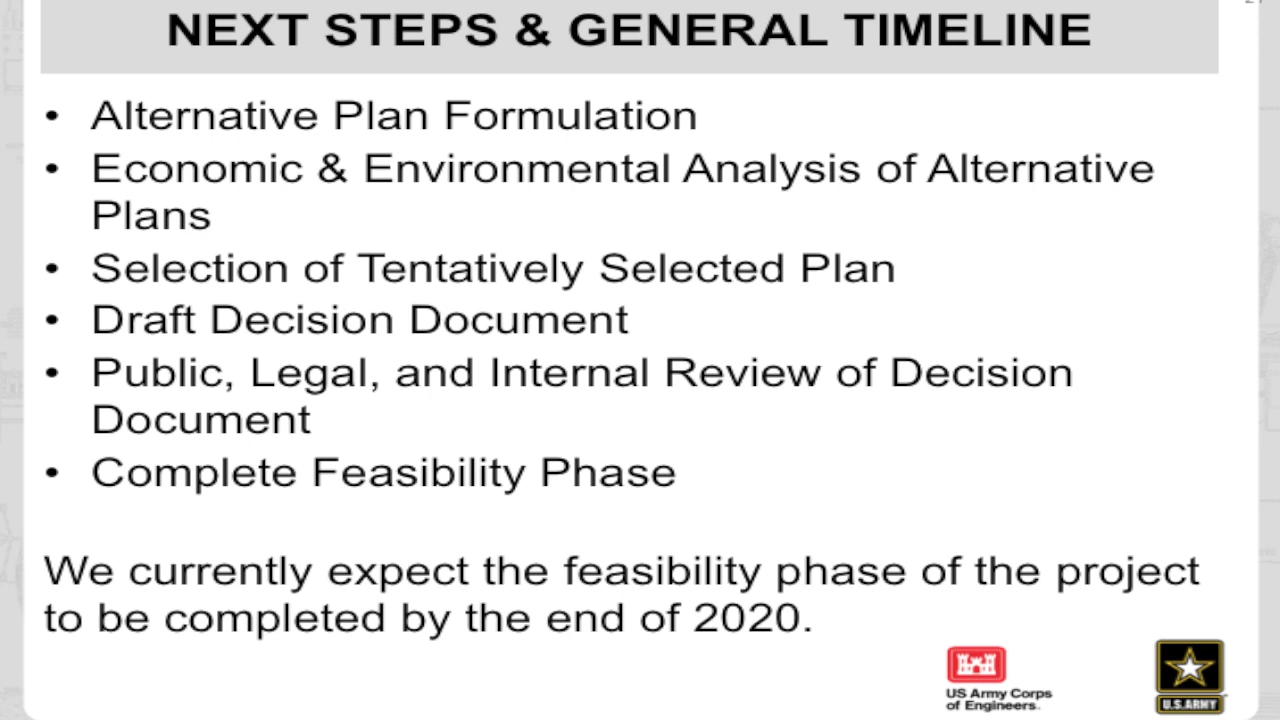 NEXT STEPS & GENERAL TIMELINE
• Alternative Plan Formulation
• Economic & Environmental Analysis of Alternative
Plans
• Selection of Tentatively Selected Plan
• Draft Decision Document
• Public, Legal, and Internal Review of Decision
Document
• Complete Feasibility Phase
We currently expect the feasibility phase of the project
to be completed by the end of 2020.
US Army Corps
of Engineers.
U.S.ARMY